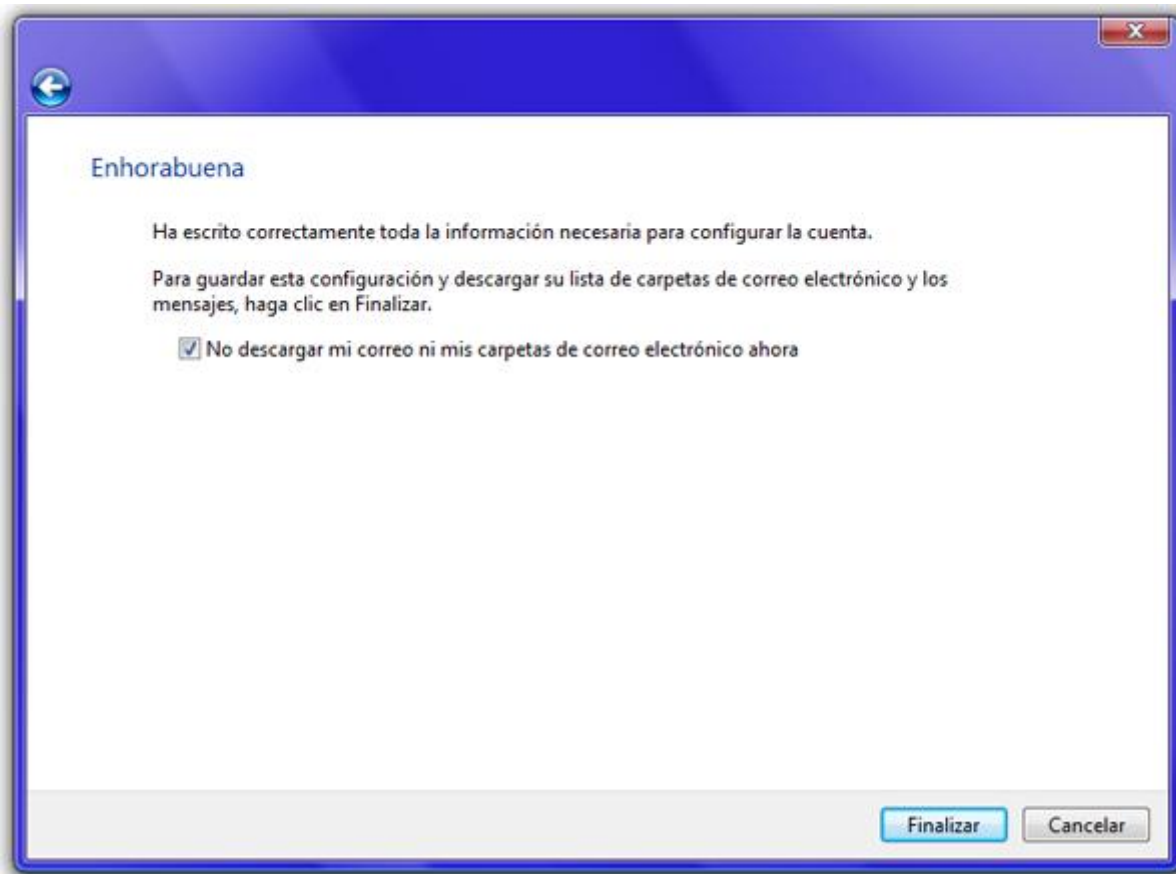 Enhorabuena
Ha escrito correctamente toda la información necesaria para configurar la cuenta.
Para guardar esta configuración y descargar su lista de carpetas de correo electrónico y los
mensajes, haga clic en Finalizar.
No descargar mi correo ni mis carpetas de correo electrónico ahora
Finalizar
Cancelar